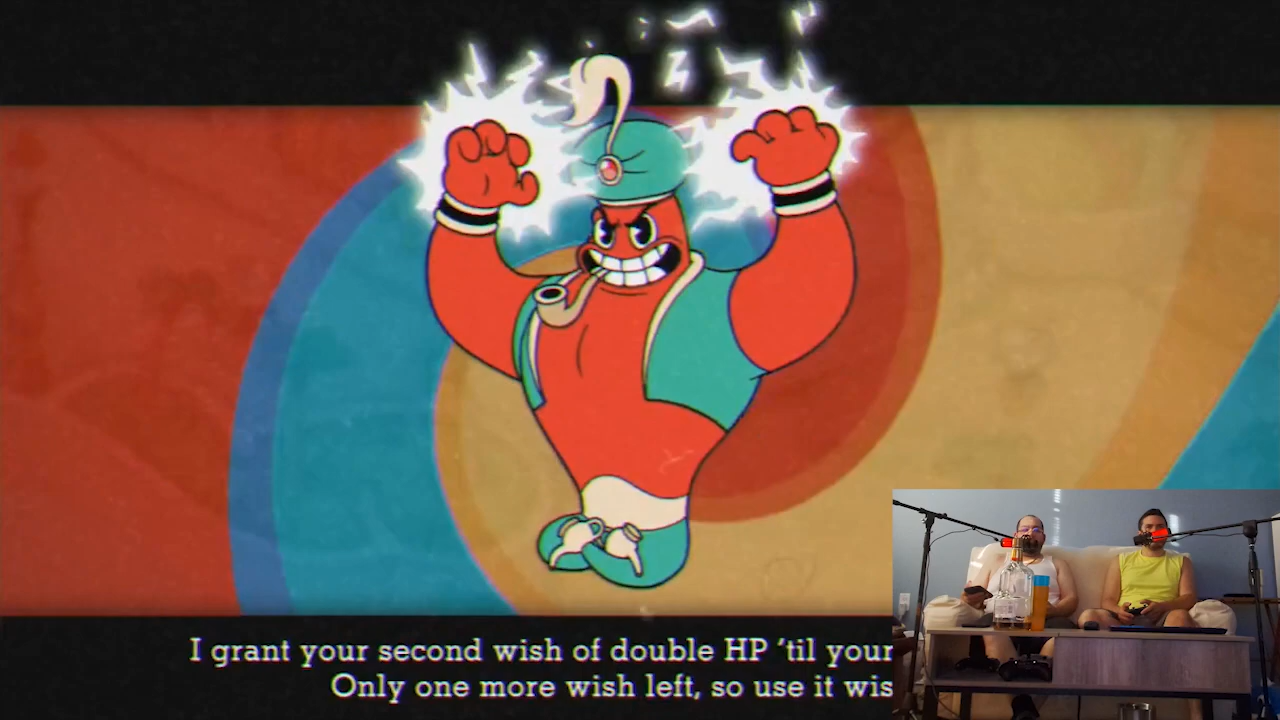 I grant your second wish of double HP ‘til your
Only one more wish left, so use it wis